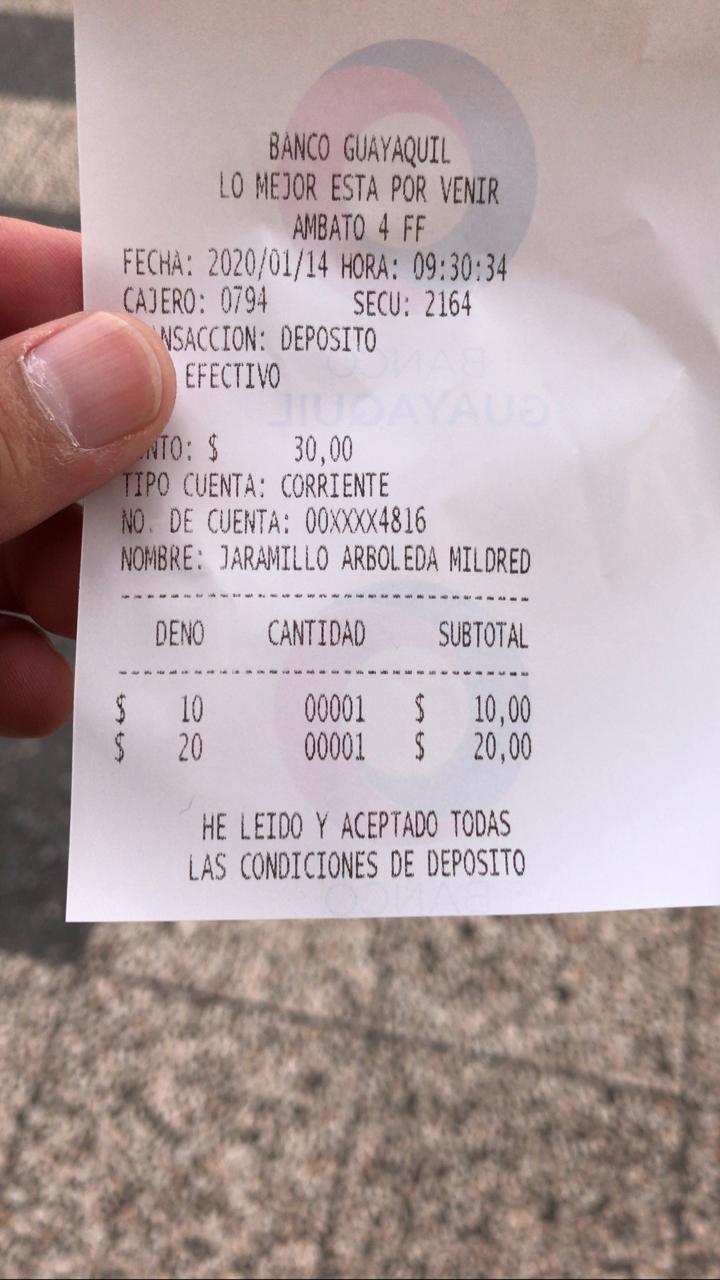 BANCO GUAYAQUIL
LO MEJOR ESTA POR VENIR
AMBATO 4 FF
FECHA: 2020/01/14 HORA: 09:30:34
CAJERO: 0794 SECU: 2164
NSACCION: DEPOSITO
EFECTIVO
NTO: $ 30,00
TIPO CUENTA: CORRIENTE
NO. DE CUENTA: 00XXXX4816
NOMBRE: JARAMILLO ARBOLEDA MILDRED
DENO CANTIDAD SUBTOTAL
$ 10 00001 $ 10,00
$ 20 00001 $ 20,00
HE LEIDO Y ACEPTADO TODAS
LAS CONDICIONES DE DEPOSITO
BANCO
GUAYAQUIL
BANCO